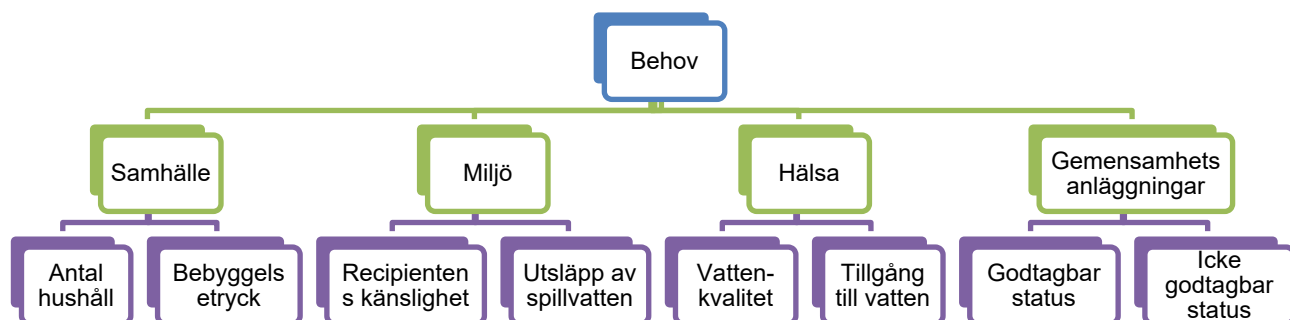 Behov
Samhälle
Miljö
Hälsa
Gemensamhets
anläggningar
Antal
hushåll
Bebyggels
etryck
Recipienten
s känslighet
Utsläpp av
spillvatten
Vatten-
kvalitet
Tillgång
till vatten
Godtagbar
status
Icke
godtagbar
status